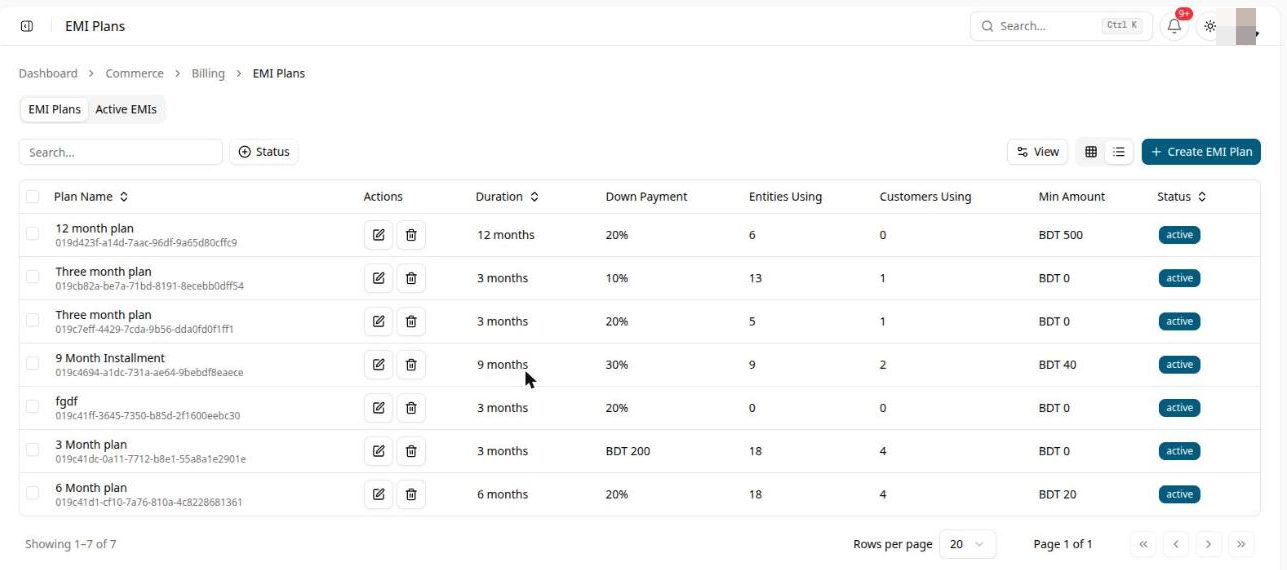 EMI Plans
Search...
Ctrl K
9+
Dashboard > Commerce > Billing > EMI Plans
EMI Plans Active EMIs
Search...
Status
View
+ Create EMI Plan
Plan Name Actions Duration Down Payment Entities Using Customers Using Min Amount Status
12 month plan
019d423f-a14d-7aac-96df-9a65d80cffc9
12 months 20% 6 0 BDT 500 active
Three month plan
019cb82a-be7a-71bd-8191-8ecebb0dff54
3 months 10% 13 1 BDT 0 active
Three month plan
019c7eff-4429-7cda-9b56-dda0fd0f1ff1
3 months 20% 5 1 BDT 0 active
9 Month Installment
019c4694-a1dc-731a-ae64-9bebdf8eaece
9 months 30% 9 2 BDT 40 active
fgdf
019c41ff-3645-7350-b85d-2f1600eebc30
3 months 20% 0 0 BDT 0 active
3 Month plan
019c41dc-0a11-7712-b8e1-55a8a1e2901e
3 months BDT 200 18 4 BDT 0 active
6 Month plan
019c41d1-cf10-7a76-810a-4c8228681361
6 months 20% 18 4 BDT 20 active
Showing 1–7 of 7
Rows per page 20 Page 1 of 1